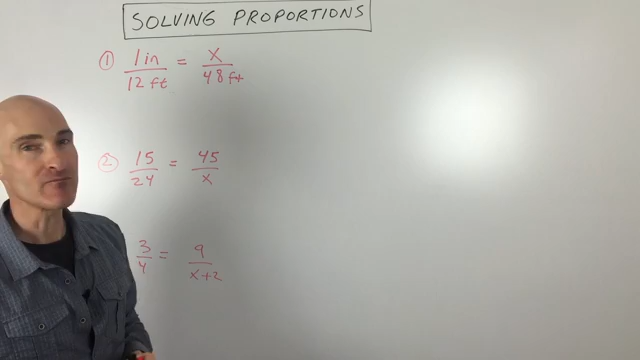 SOLVING PROPORTIONS
① 1 in / 12 ft = x / 48 ft
② 15 / 24 = 45 / x
3 / 4 = 9 / x+2